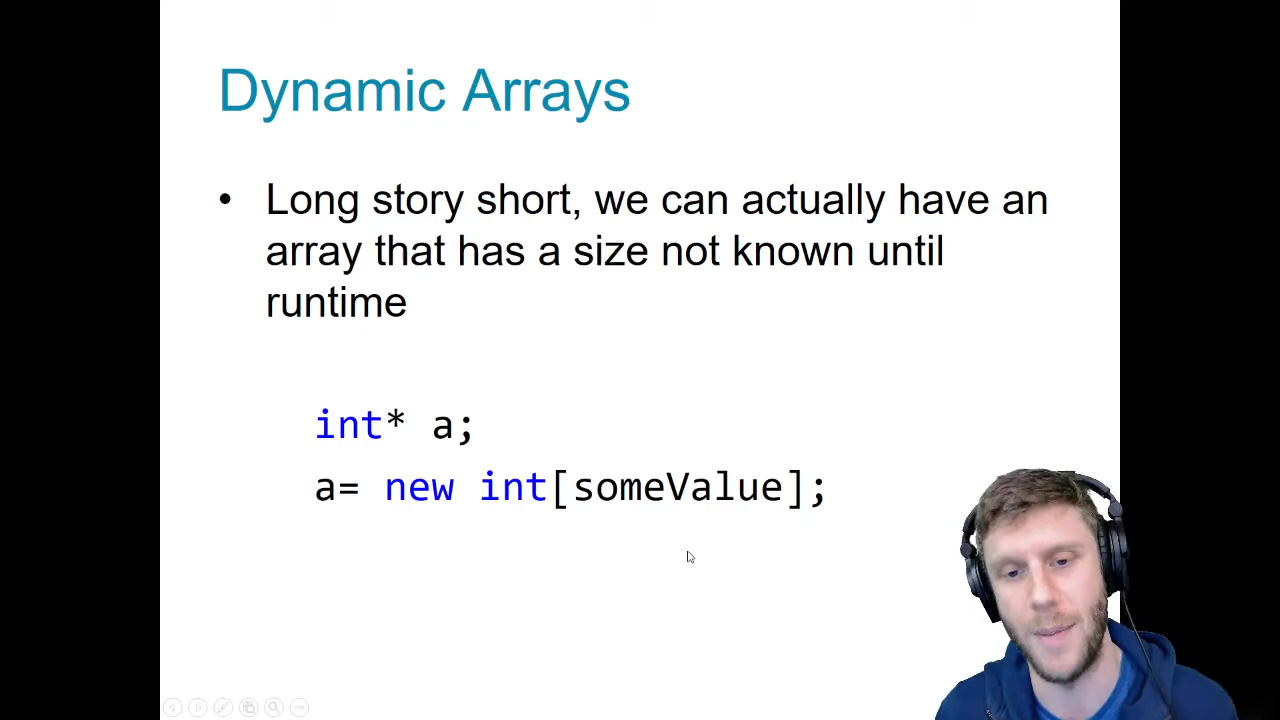 Dynamic Arrays
• Long story short, we can actually have an
array that has a size not known until
runtime
int* a;
a= new int[someValue];